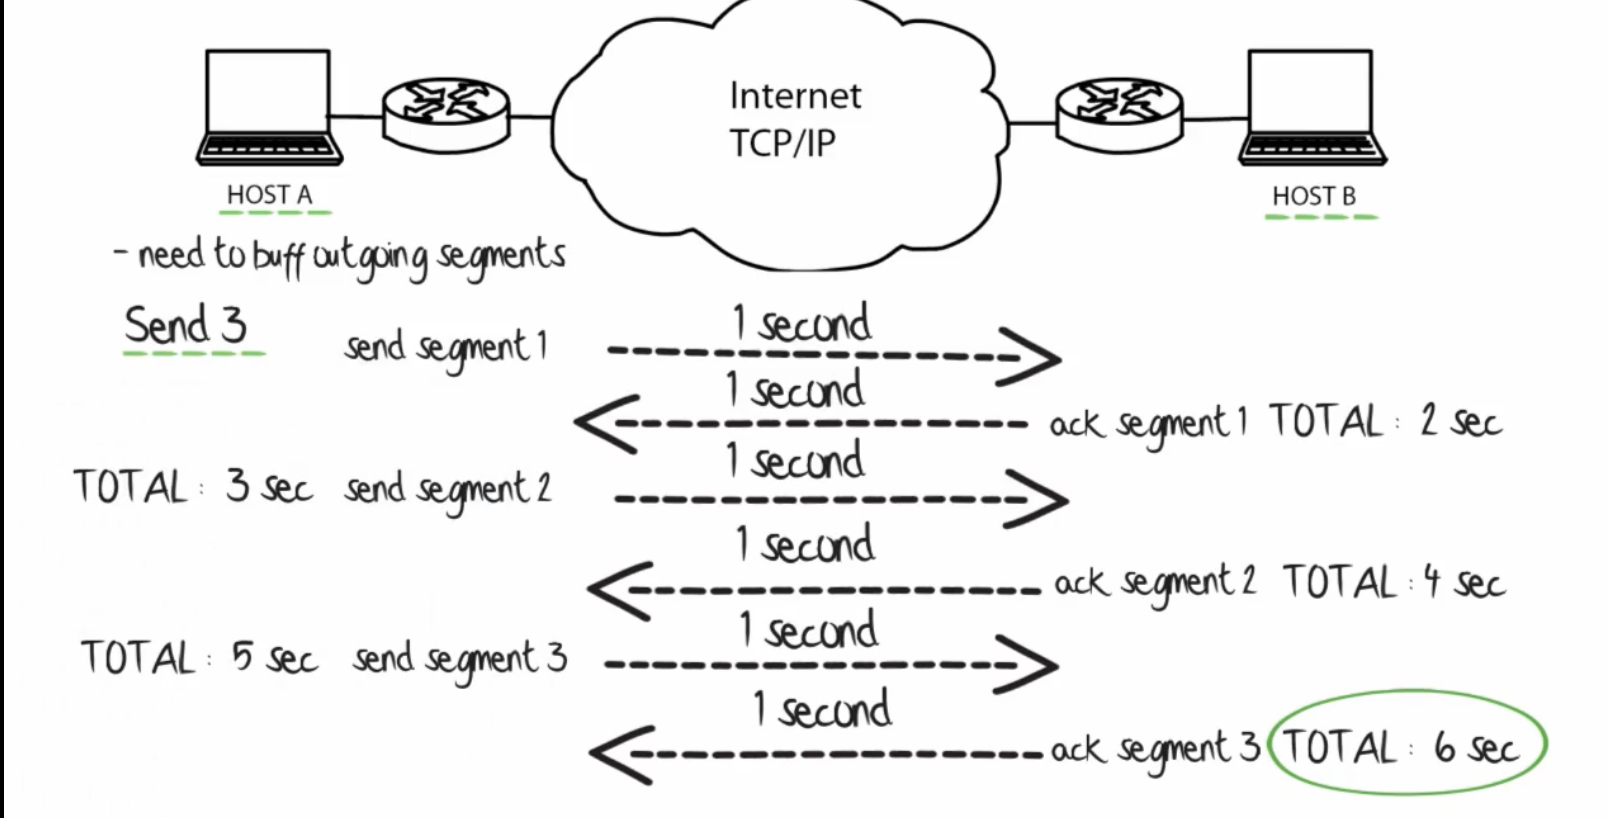 Internet
TCP/IP
HOST A
HOST B
- need to buff outgoing segments
Send 3
send segment 1
1 second
1 second
ack segment 1 TOTAL: 2 sec
1 second
TOTAL: 3 sec send segment 2
1 second
ack segment 2 TOTAL: 4 sec
1 second
TOTAL: 5 sec send segment 3
1 second
ack segment 3 TOTAL: 6 sec